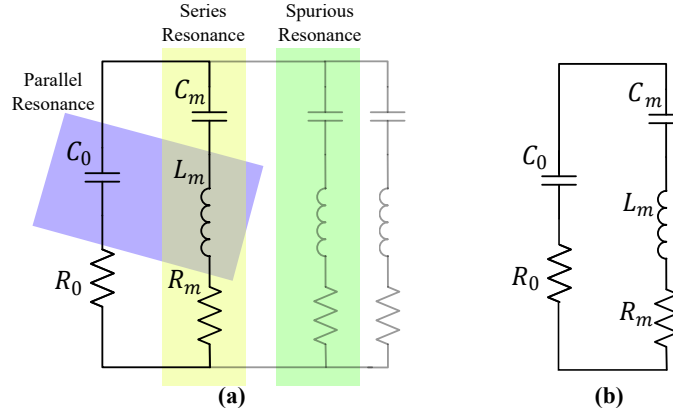 Series
Resonance
Spurious
Resonance
Parallel
Resonance
C_m
C_0
L_m
R_0
R_m
(a)
C_m
C_0
L_m
R_0
R_m
(b)